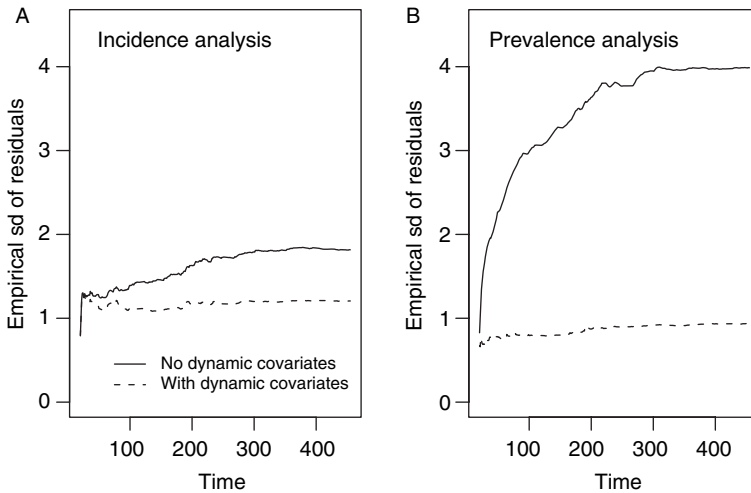 A
Incidence analysis
Empirical sd of residuals
4
3
2
1
0
No dynamic covariates
With dynamic covariates
100 200 300 400
Time
B
Prevalence analysis
Empirical sd of residuals
4
3
2
1
0
100 200 300 400
Time